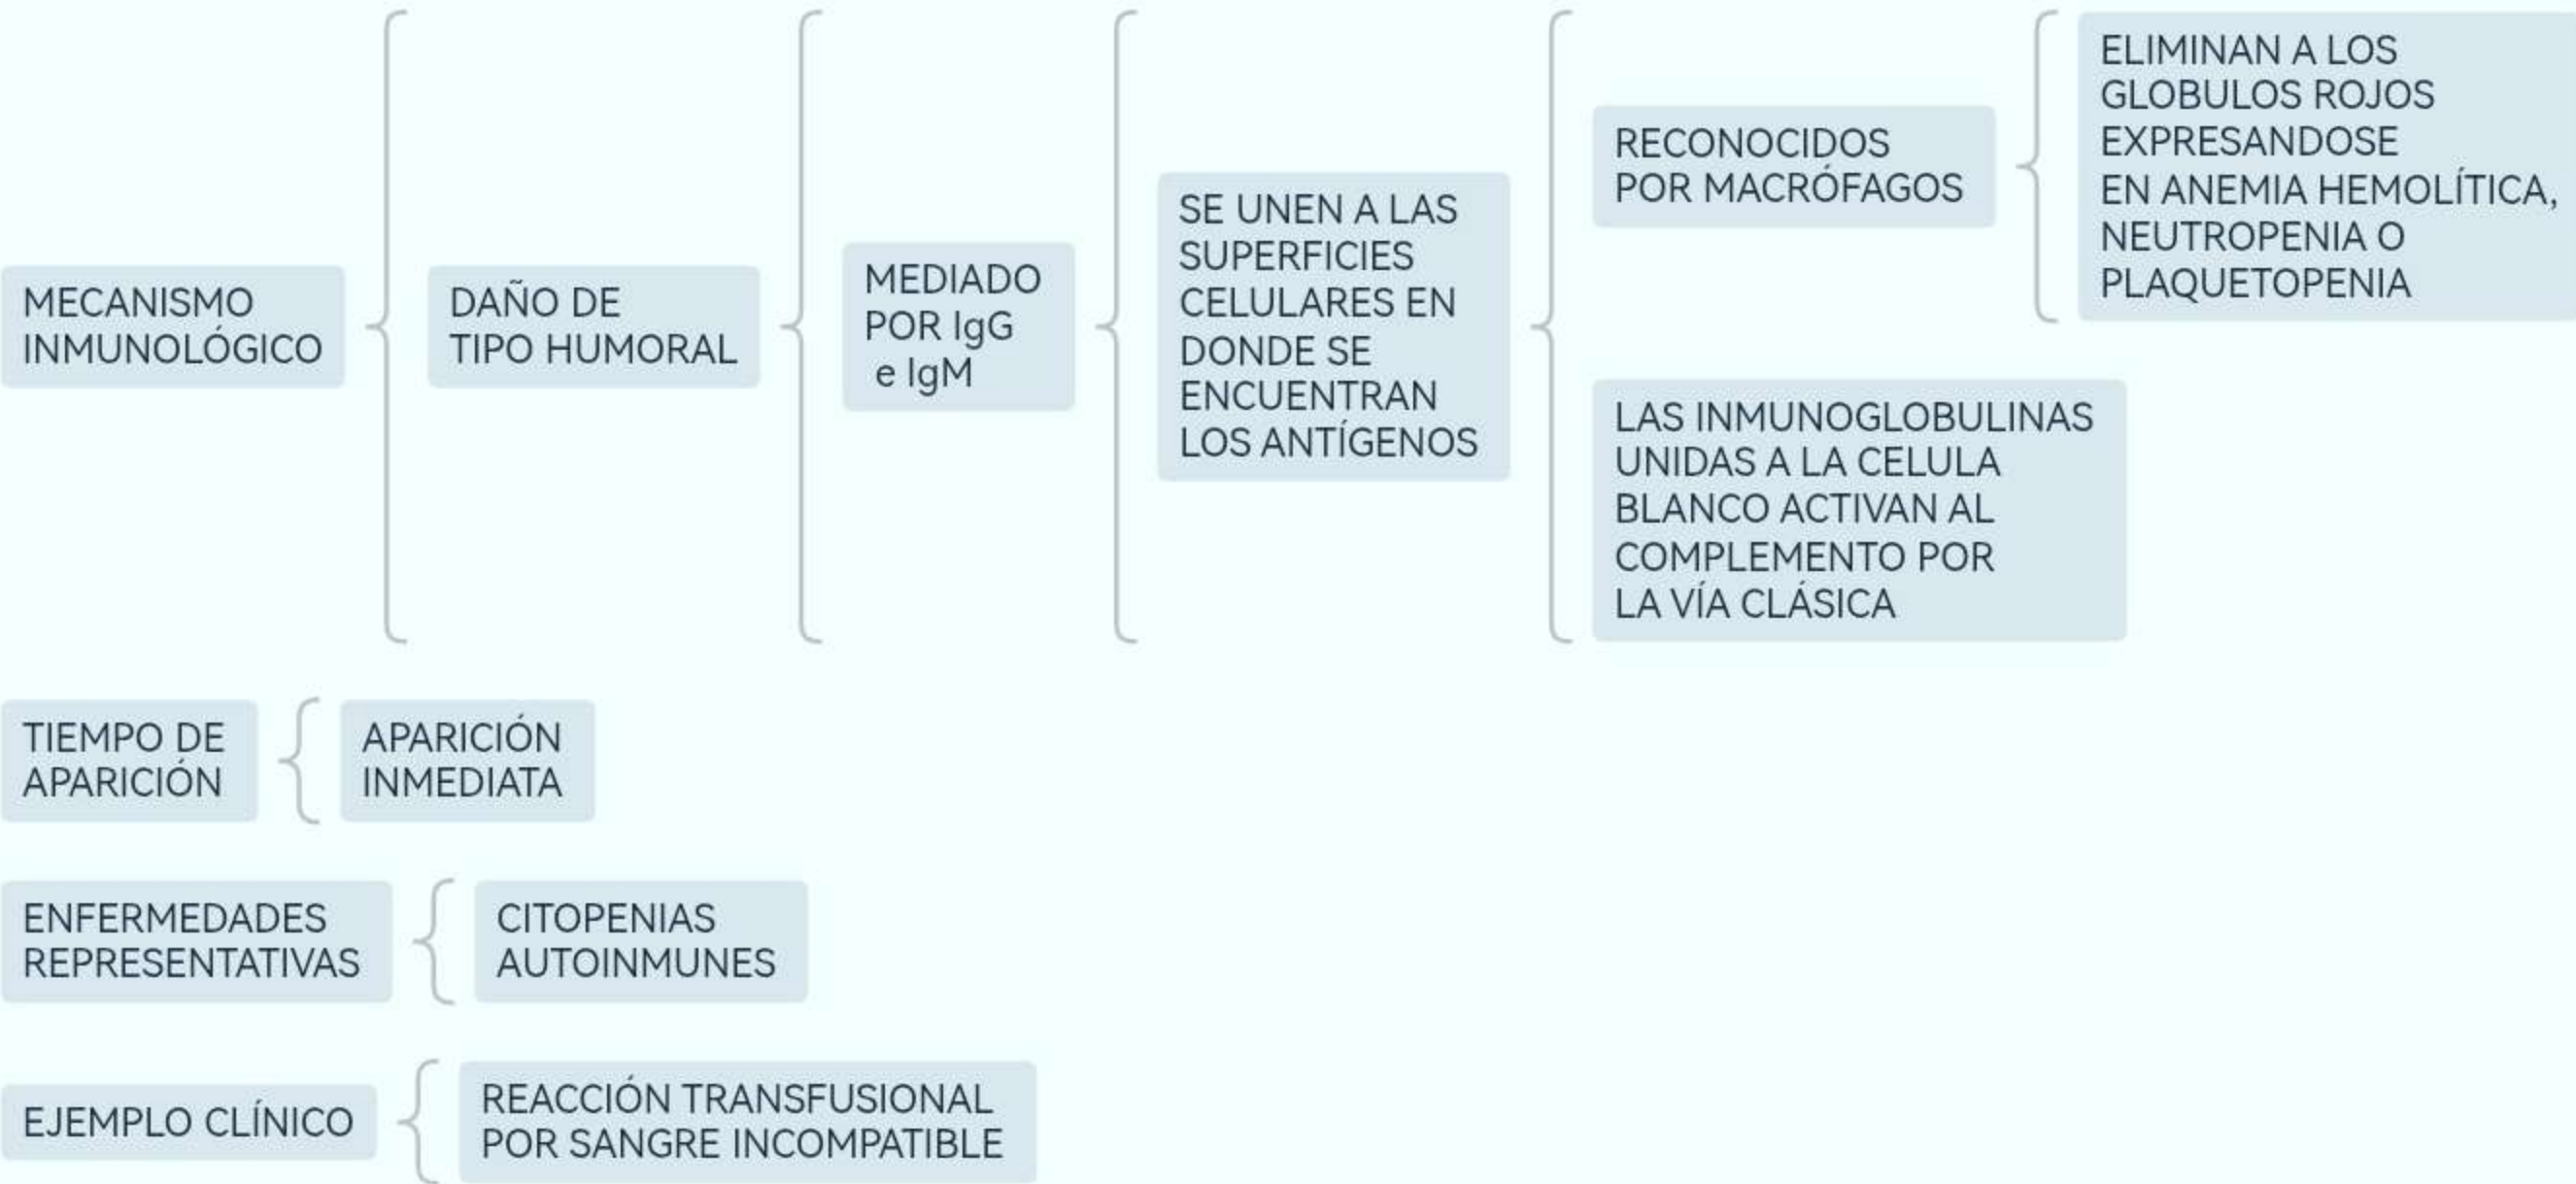 MECANISMO
INMUNOLÓGICO
DAÑO DE
TIPO HUMORAL
MEDIADO
POR IgG
e IgM
SE UNEN A LAS
SUPERFICIES
CELULARES EN
DONDE SE
ENCUENTRAN
LOS ANTÍGENOS
RECONOCIDOS
POR MACRÓFAGOS
ELIMINAN A LOS
GLOBULOS ROJOS
EXPRESANDOSE
EN ANEMIA HEMOLÍTICA,
NEUTROPENIA O
PLAQUETOPENIA
LAS INMUNOGLOBULINAS
UNIDAS A LA CELULA
BLANCO ACTIVAN AL
COMPLEMENTO POR
LA VÍA CLÁSICA
TIEMPO DE
APARICIÓN
APARICIÓN
INMEDIATA
ENFERMEDADES
REPRESENTATIVAS
CITOPENIAS
AUTOINMUNES
EJEMPLO CLÍNICO
REACCIÓN TRANSFUSIONAL
POR SANGRE INCOMPATIBLE